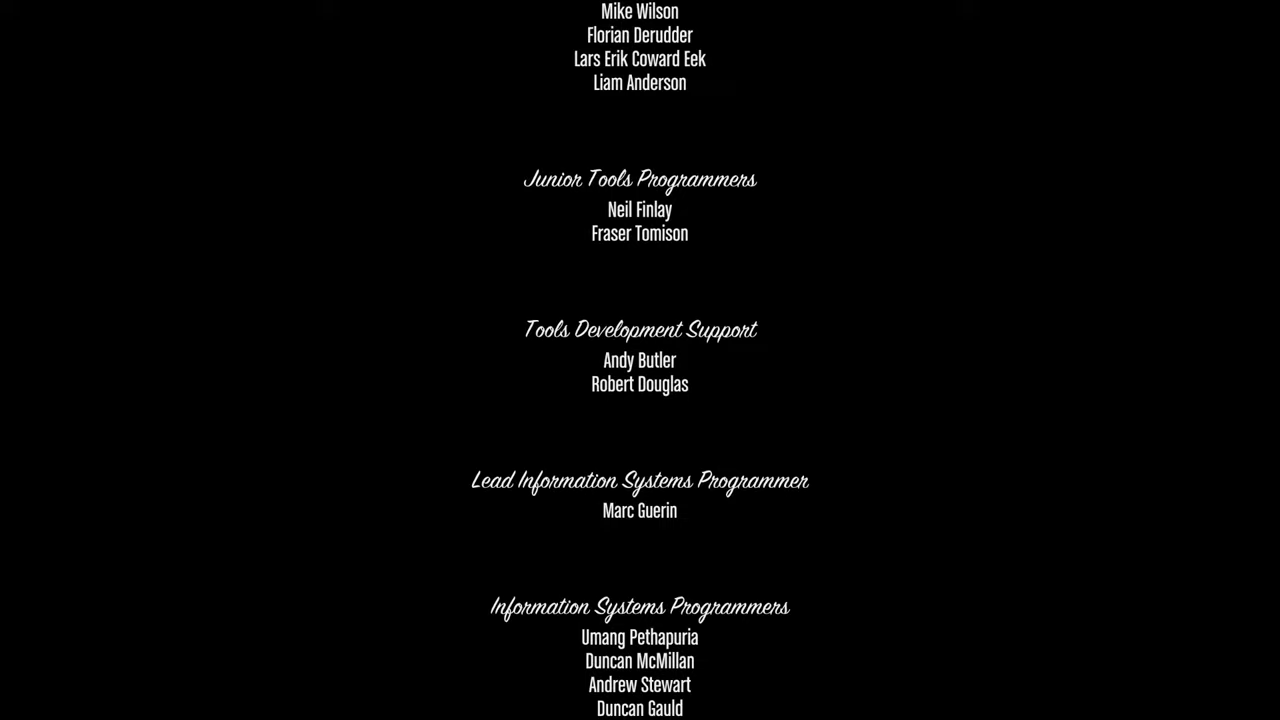 Mike Wilson
Florian Derudder
Lars Erik Coward Eek
Liam Anderson
Junior Tools Programmers
Neil Finlay
Fraser Tomison
Tools Development Support
Andy Butler
Robert Douglas
Lead Information Systems Programmer
Marc Guerin
Information Systems Programmers
Umang Pethapuria
Duncan McMillan
Andrew Stewart
Duncan Gauld